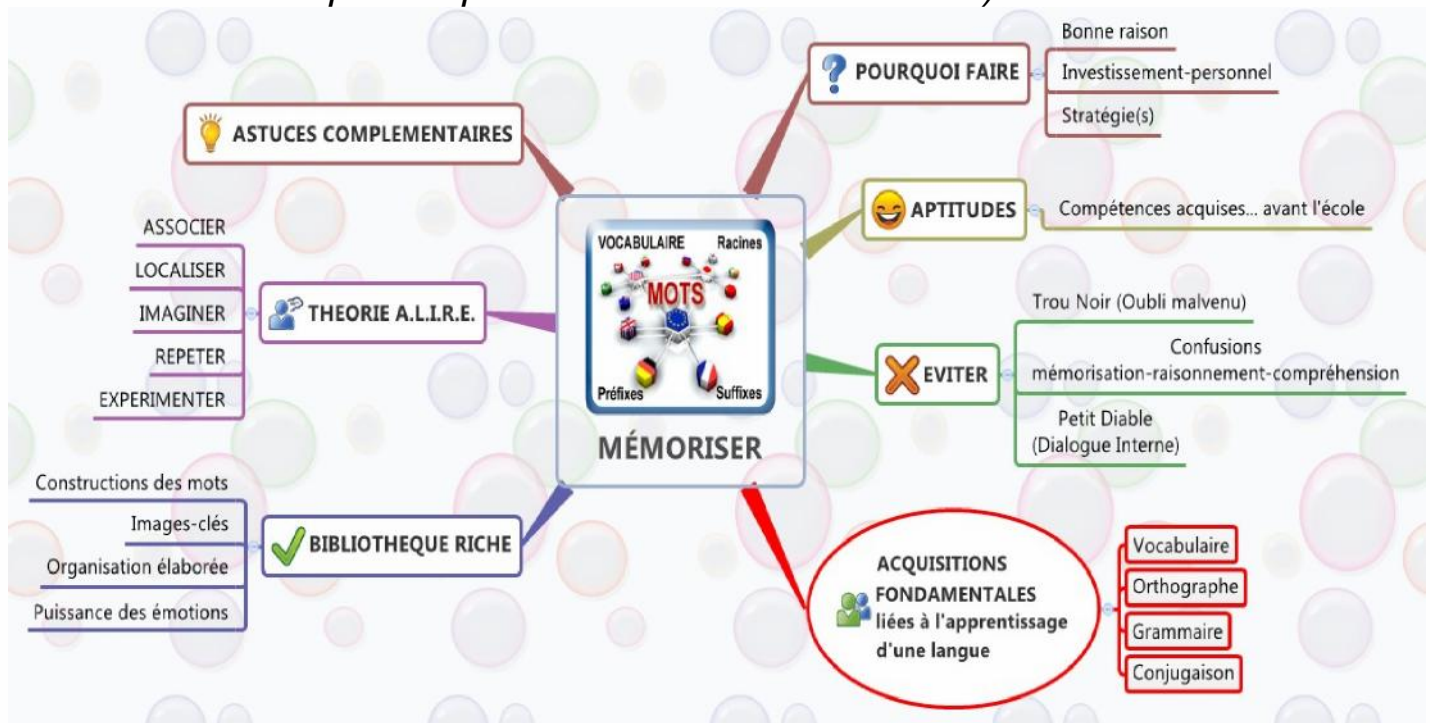 POURQUOI FAIRE
Bonne raison
Investissement-personnel
Stratégie(s)
APTITUDES
Compétences acquises... avant l'école
EVITER
Trou Noir (Oubli malvenu)
Confusions
mémorisation-raisonnement-compréhension
Petit Diable
(Dialogue Interne)
ACQUISITIONS
FONDAMENTALES
liées à l'apprentissage
d'une langue
Vocabulaire
Orthographe
Grammaire
Conjugaison
VOCABULAIRE Racines
MOTS
Préfixes Suffixes
MÉMORISER
ASTUCES COMPLEMENTAIRES
THEORIE A.L.I.R.E.
ASSOCIER
LOCALISER
IMAGINER
REPETER
EXPERIMENTER
BIBLIOTHEQUE RICHE
Constructions des mots
Images-clés
Organisation élaborée
Puissance des émotions